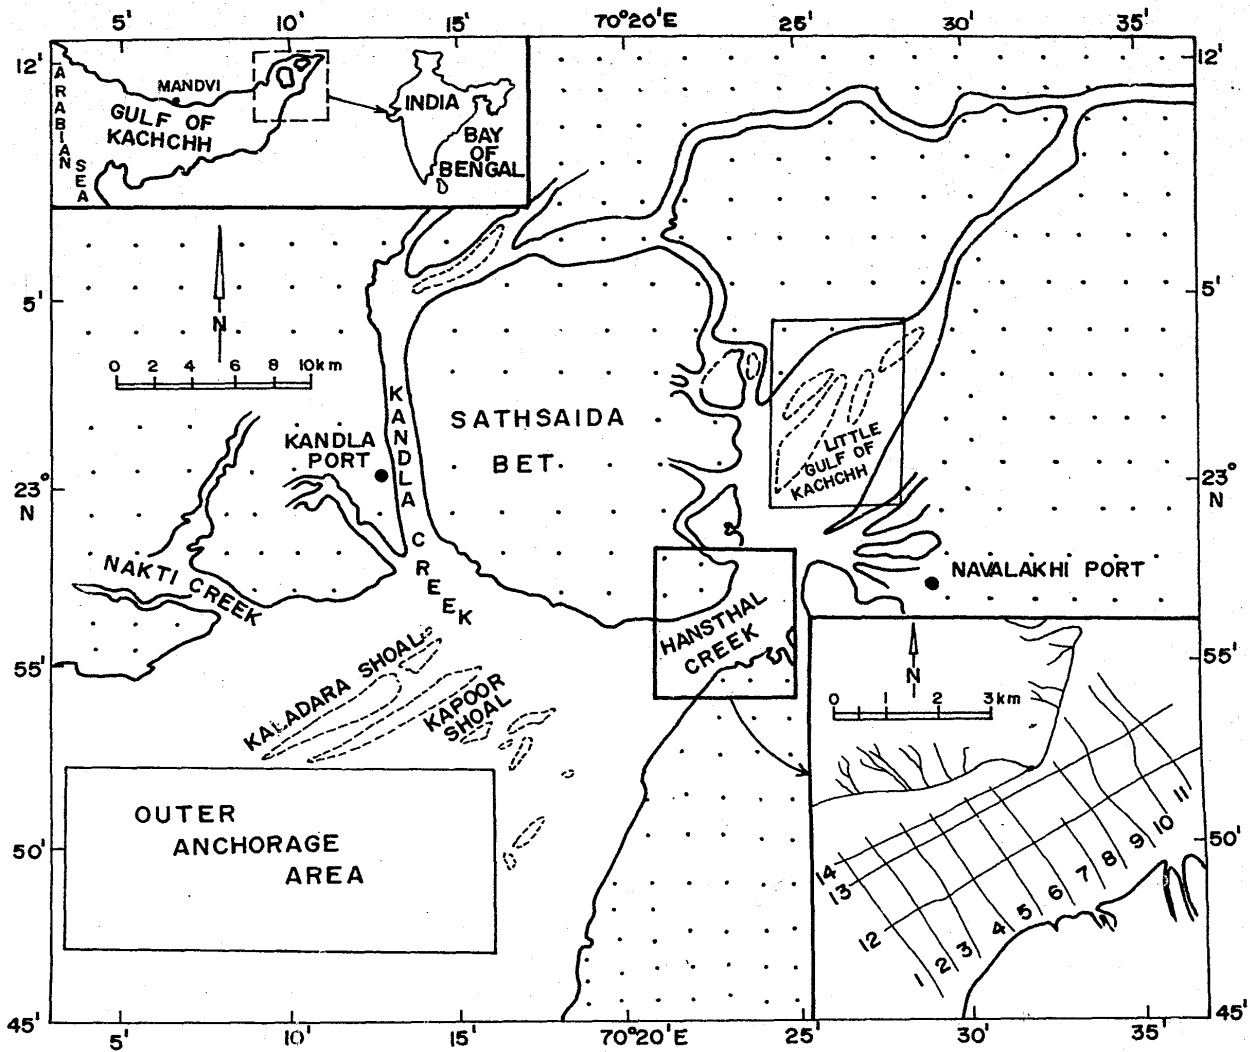 5' 10' 15' 70°20'E 25' 30' 35'
12'
12'
ARABIAN SEA
MANDVI
GULF OF
KACHCHH
INDIA
BAY
OF
BENGAL
5'
5'
N
0 2 4 6 8 10km
KANDLA
PORT
KANDLA CREEK
SATHSAIDA
BET
LITTLE
GULF OF
KACHCHH
23°
N
23°
N
NAKTI CREEK
NAVALAKHI PORT
HANSTHAL
CREEK
55'
55'
KALADARA SHOAL
KAPOOR
SHOAL
N
0 1 2 3km
OUTER
ANCHORAGE
AREA
50'
50'
14
13
12
1 2 3 4 5 6 7 8 9 10 11
45'
45'
5' 10' 15' 70°20'E 25' 30' 35'